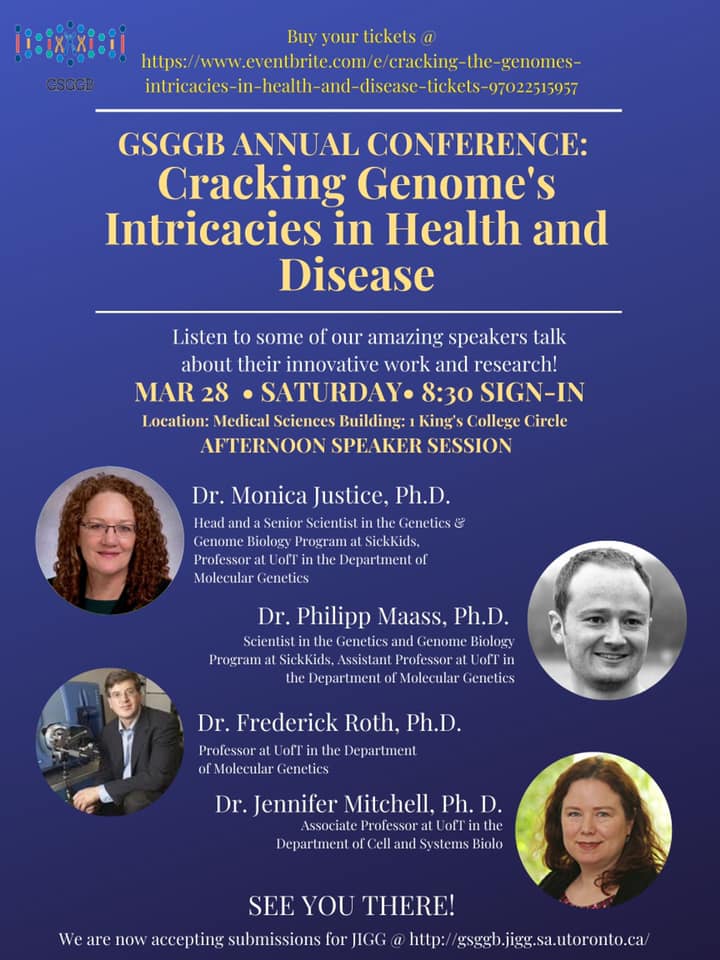 GSGGB
Buy your tickets @
https://www.eventbrite.com/e/cracking-the-genomes-
intricacies-in-health-and-disease-tickets-97022515957
GSGGB ANNUAL CONFERENCE:
Cracking Genome's
Intricacies in Health and
Disease
Listen to some of our amazing speakers talk
about their innovative work and research!
MAR 28 • SATURDAY• 8:30 SIGN-IN
Location: Medical Sciences Building: 1 King's College Circle
AFTERNOON SPEAKER SESSION
Dr. Monica Justice, Ph.D.
Head and a Senior Scientist in the Genetics &
Genome Biology Program at SickKids,
Professor at UofT in the Department of
Molecular Genetics
Dr. Philipp Maass, Ph.D.
Scientist in the Genetics and Genome Biology
Program at SickKids, Assistant Professor at UofT in
the Department of Molecular Genetics
Dr. Frederick Roth, Ph.D.
Professor at UofT in the Department
of Molecular Genetics
Dr. Jennifer Mitchell, Ph. D.
Associate Professor at UofT in the
Department of Cell and Systems Biolo
SEE YOU THERE!
We are now accepting submissions for JIGG @ http://gsggb.jigg.sa.utoronto.ca/